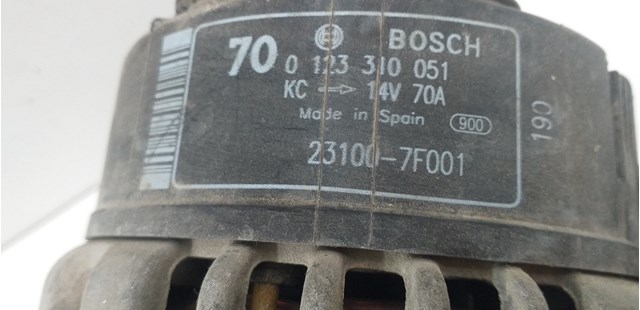 70 BOSCH
0 123 310 051
KC → 14V 70A
Made in Spain 900
23100-7F001
190